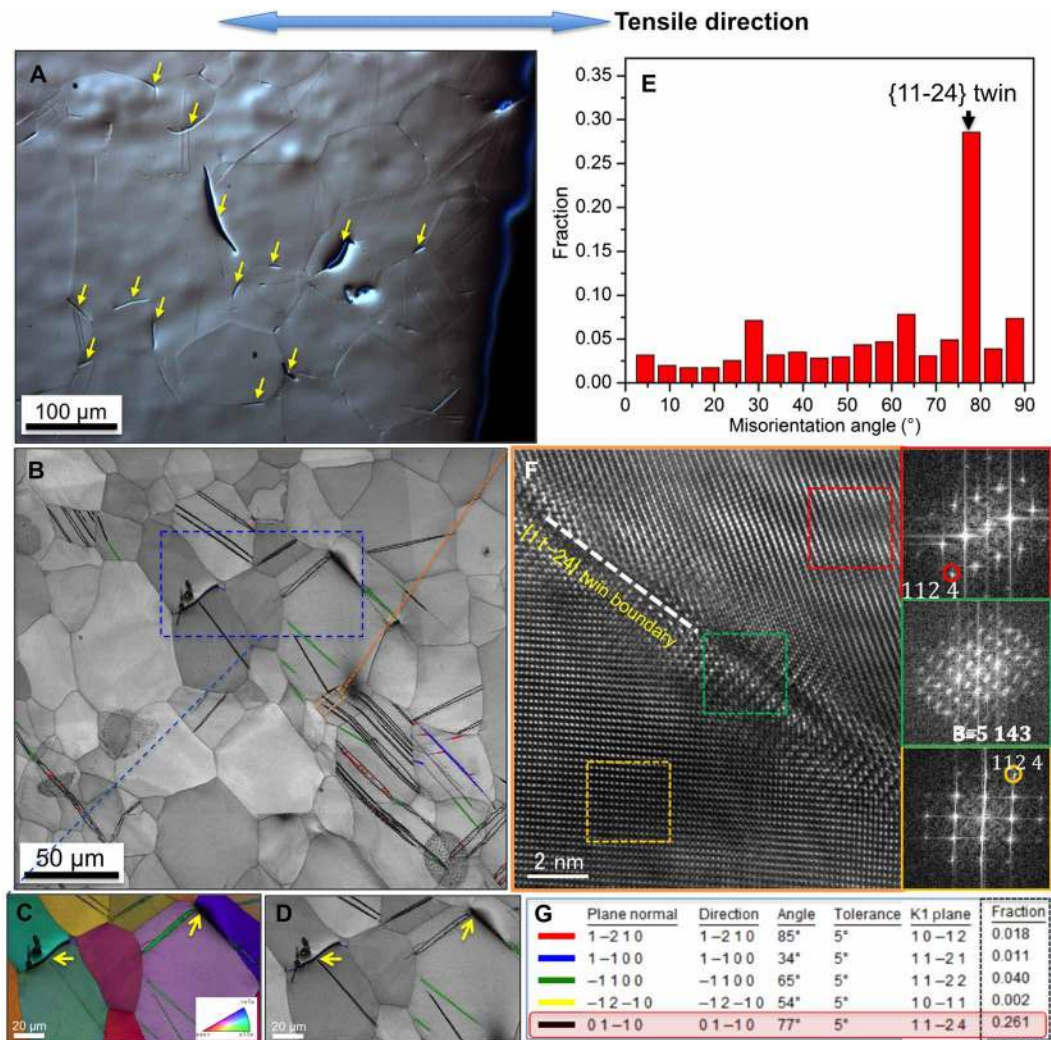 Tensile direction
A
100 µm
E
{11-24} twin
Fraction
0.35
0.30
0.25
0.20
0.15
0.10
0.05
0.00
0 10 20 30 40 50 60 70 80 90
Misorientation angle (°)
B
50 µm
F
{11-24} twin boundary
2 nm
112 4
B=5 143
112 4
C
20 µm
D
20 µm
G
Plane normal Direction Angle Tolerance K1 plane Fraction
1 –2 1 0 1 –2 1 0 85° 5° 1 0 –1 2 0.018
1 –1 0 0 1 –1 0 0 34° 5° 1 1 –2 1 0.011
–1 1 0 0 –1 1 0 0 65° 5° 1 1 –2 2 0.040
–1 2 –1 0 –1 2 –1 0 54° 5° 1 0 –1 1 0.002
0 1 –1 0 0 1 –1 0 77° 5° 1 1 –2 4 0.261